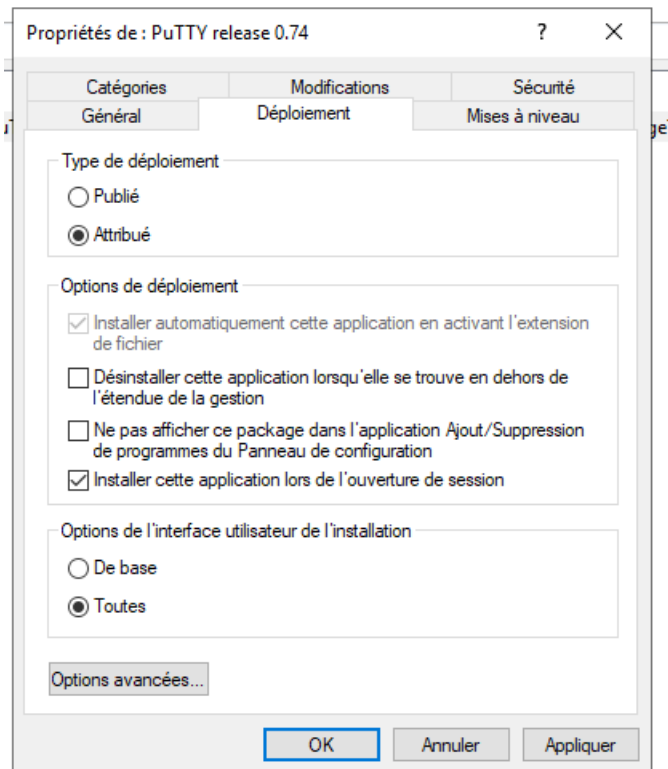 Propriétés de : PuTTY release 0.74
?
Catégories
Modifications
Sécurité
Général
Déploiement
Mises à niveau
Type de déploiement
Publié
Attribué
Options de déploiement
Installer automatiquement cette application en activant l'extension
de fichier
Désinstaller cette application lorsqu'elle se trouve en dehors de
l'étendue de la gestion
Ne pas afficher ce package dans l'application Ajout/Suppression
de programmes du Panneau de configuration
Installer cette application lors de l'ouverture de session
Options de l'interface utilisateur de l'installation
De base
Toutes
Options avancées...
OK
Annuler
Appliquer